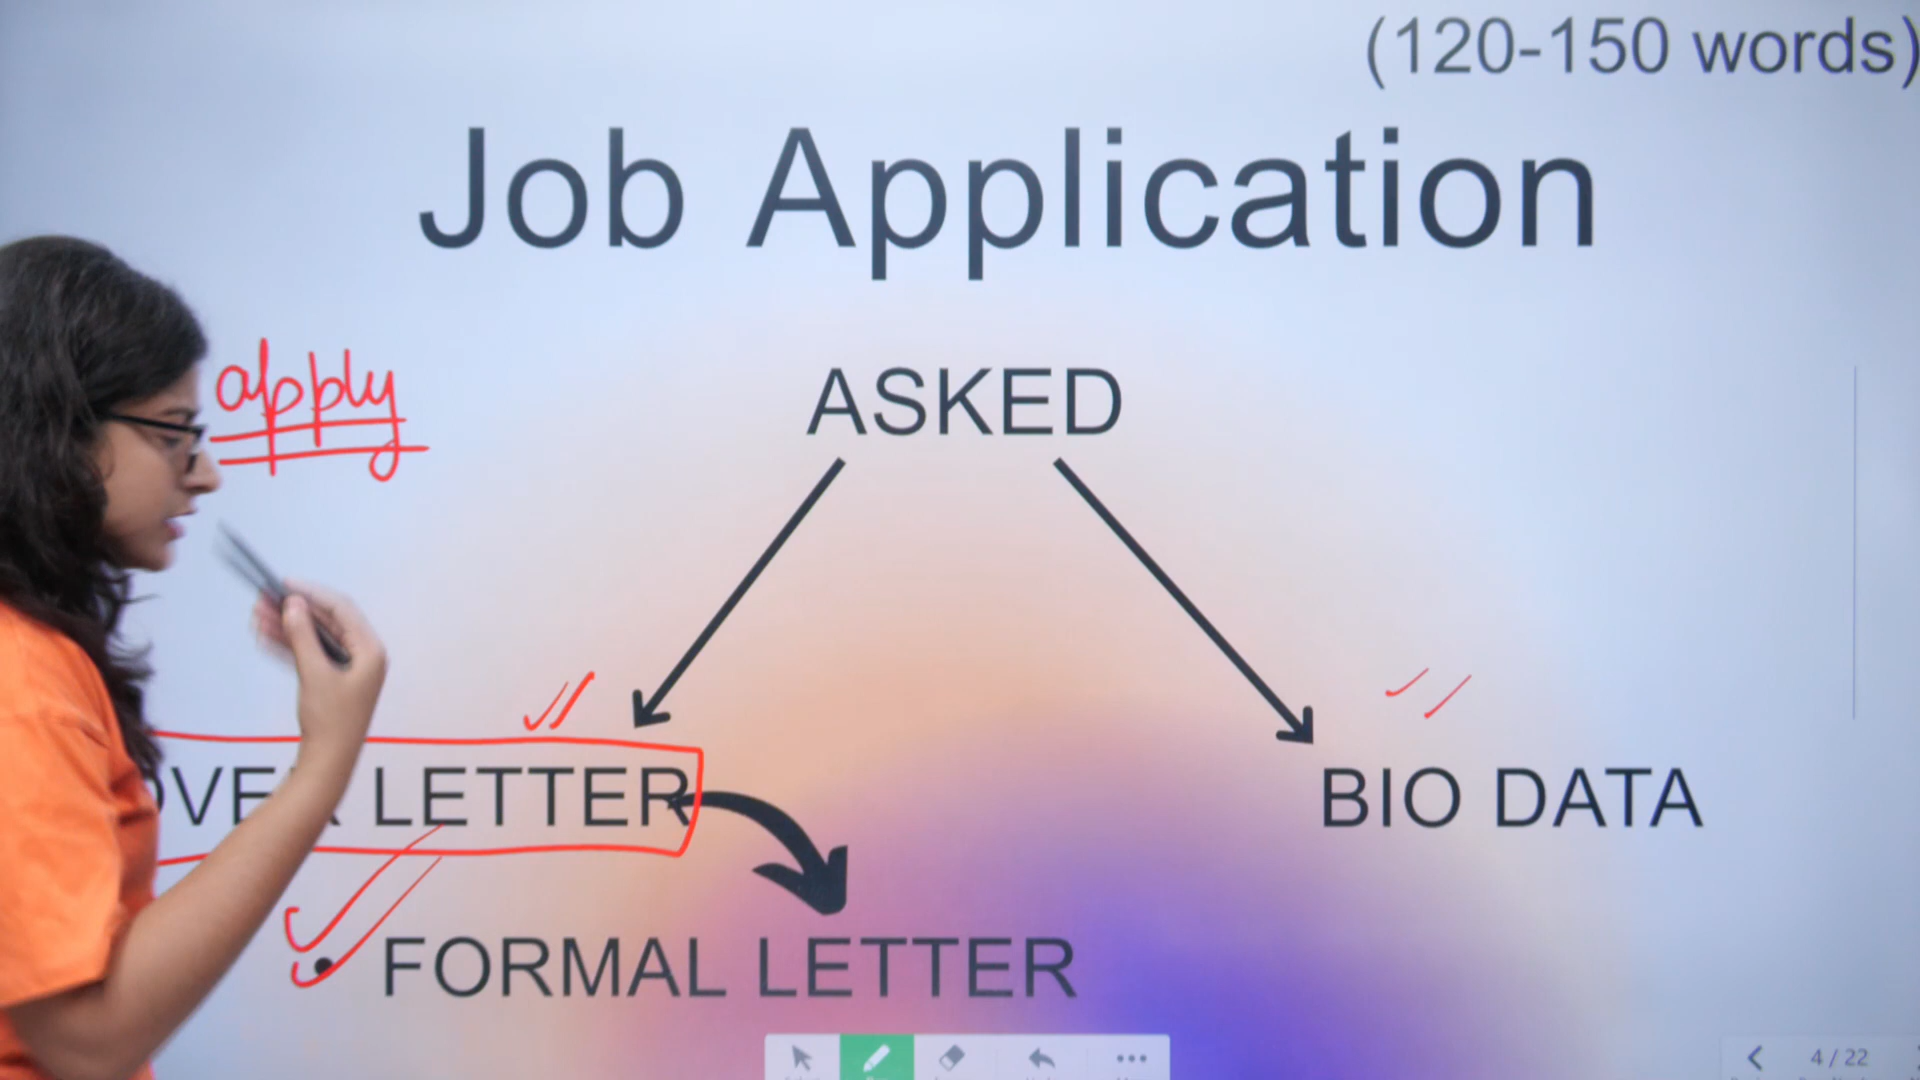 (120-150 words)
Job Application
apply
ASKED
LETTER
BIO DATA
FORMAL LETTER
4 / 22